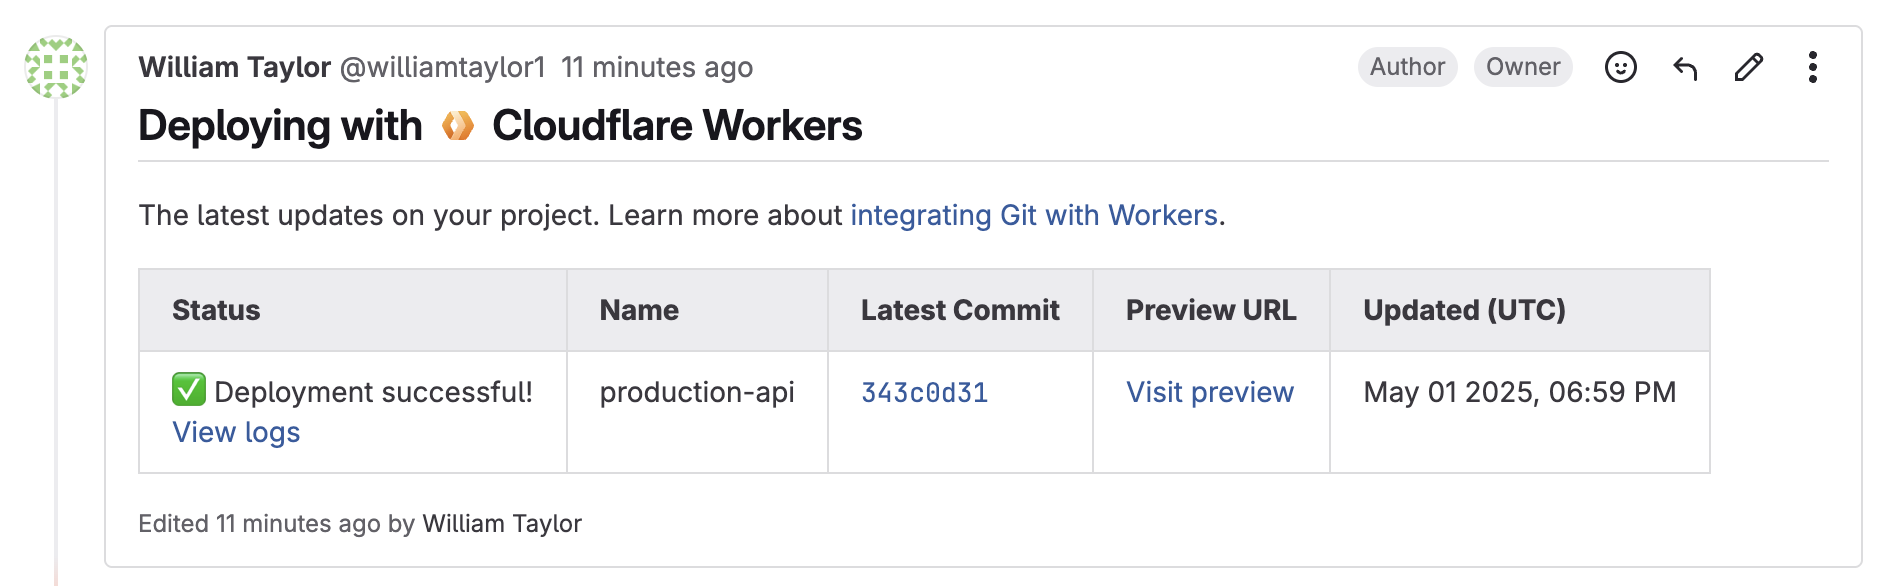 William Taylor @williamtaylor1 11 minutes ago Author Owner
Deploying with Cloudflare Workers
The latest updates on your project. Learn more about integrating Git with Workers.
Status Name Latest Commit Preview URL Updated (UTC)
✅ Deployment successful! production-api 343c0d31 Visit preview May 01 2025, 06:59 PM
View logs
Edited 11 minutes ago by William Taylor